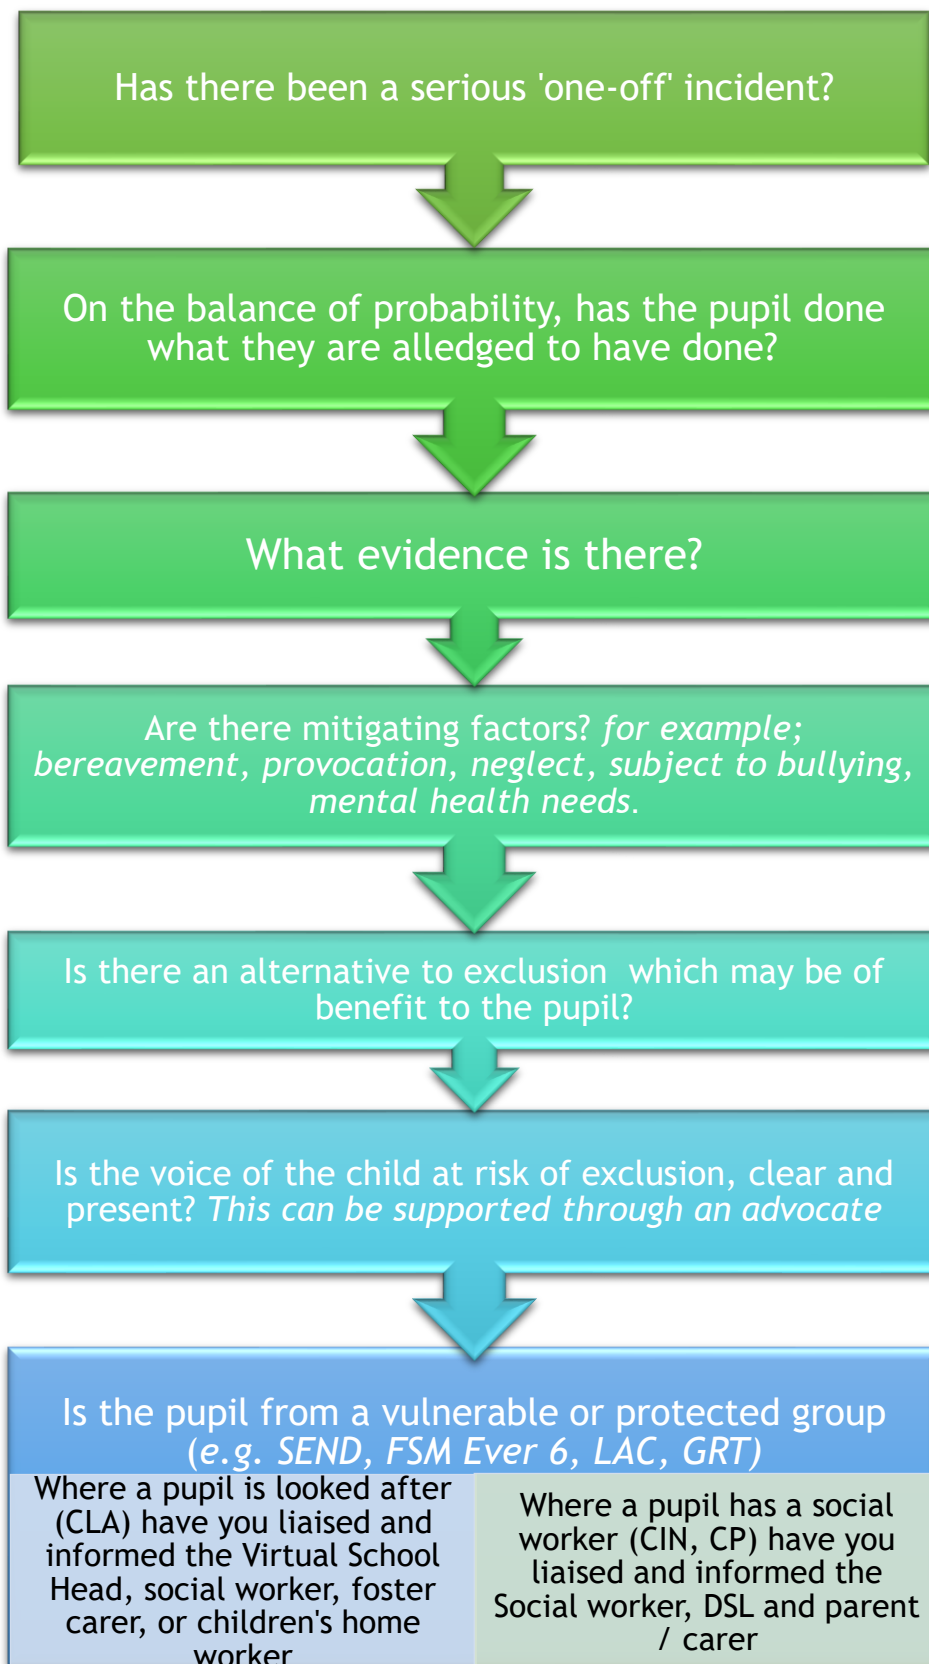 Has there been a serious 'one-off' incident?
On the balance of probability, has the pupil done
what they are alledged to have done?
What evidence is there?
Are there mitigating factors? for example;
bereavement, provocation, neglect, subject to bullying,
mental health needs.
Is there an alternative to exclusion  which may be of
benefit to the pupil?
Is the voice of the child at risk of exclusion, clear and
present? This can be supported through an advocate
Is the pupil from a vulnerable or protected group
(e.g. SEND, FSM Ever 6, LAC, GRT)
Where a pupil is looked after
(CLA) have you liaised and
informed the Virtual School
Head, social worker, foster
carer, or children's home
worker
Where a pupil has a social
worker (CIN, CP) have you
liaised and informed the
Social worker, DSL and parent
/ carer